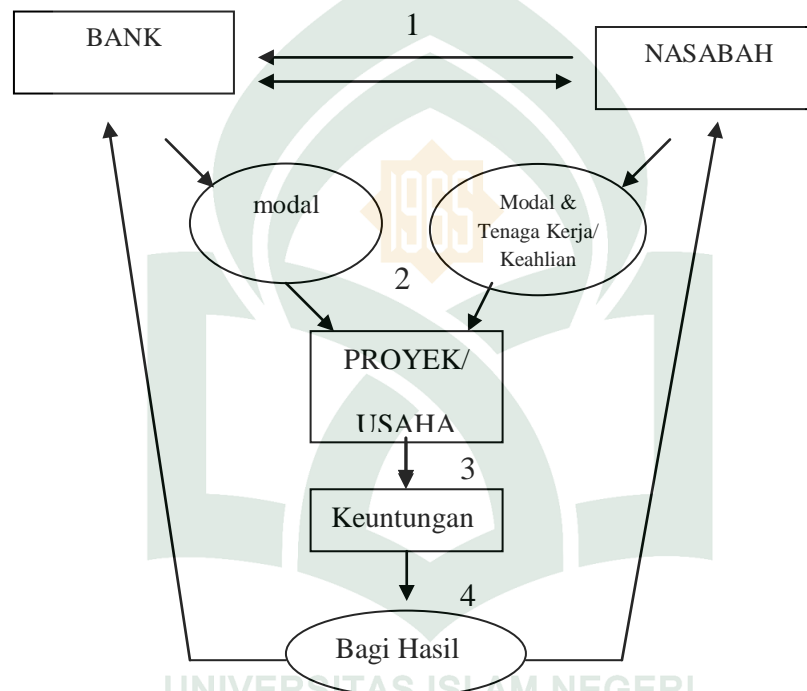 1
BANK
NASABAH
modal
Modal &
Tenaga Kerja/
Keahlian
1965
2
PROYEK/
USAHA
3
Keuntungan
4
Bagi Hasil
UNIVERSITAS ISLAM NEGERI